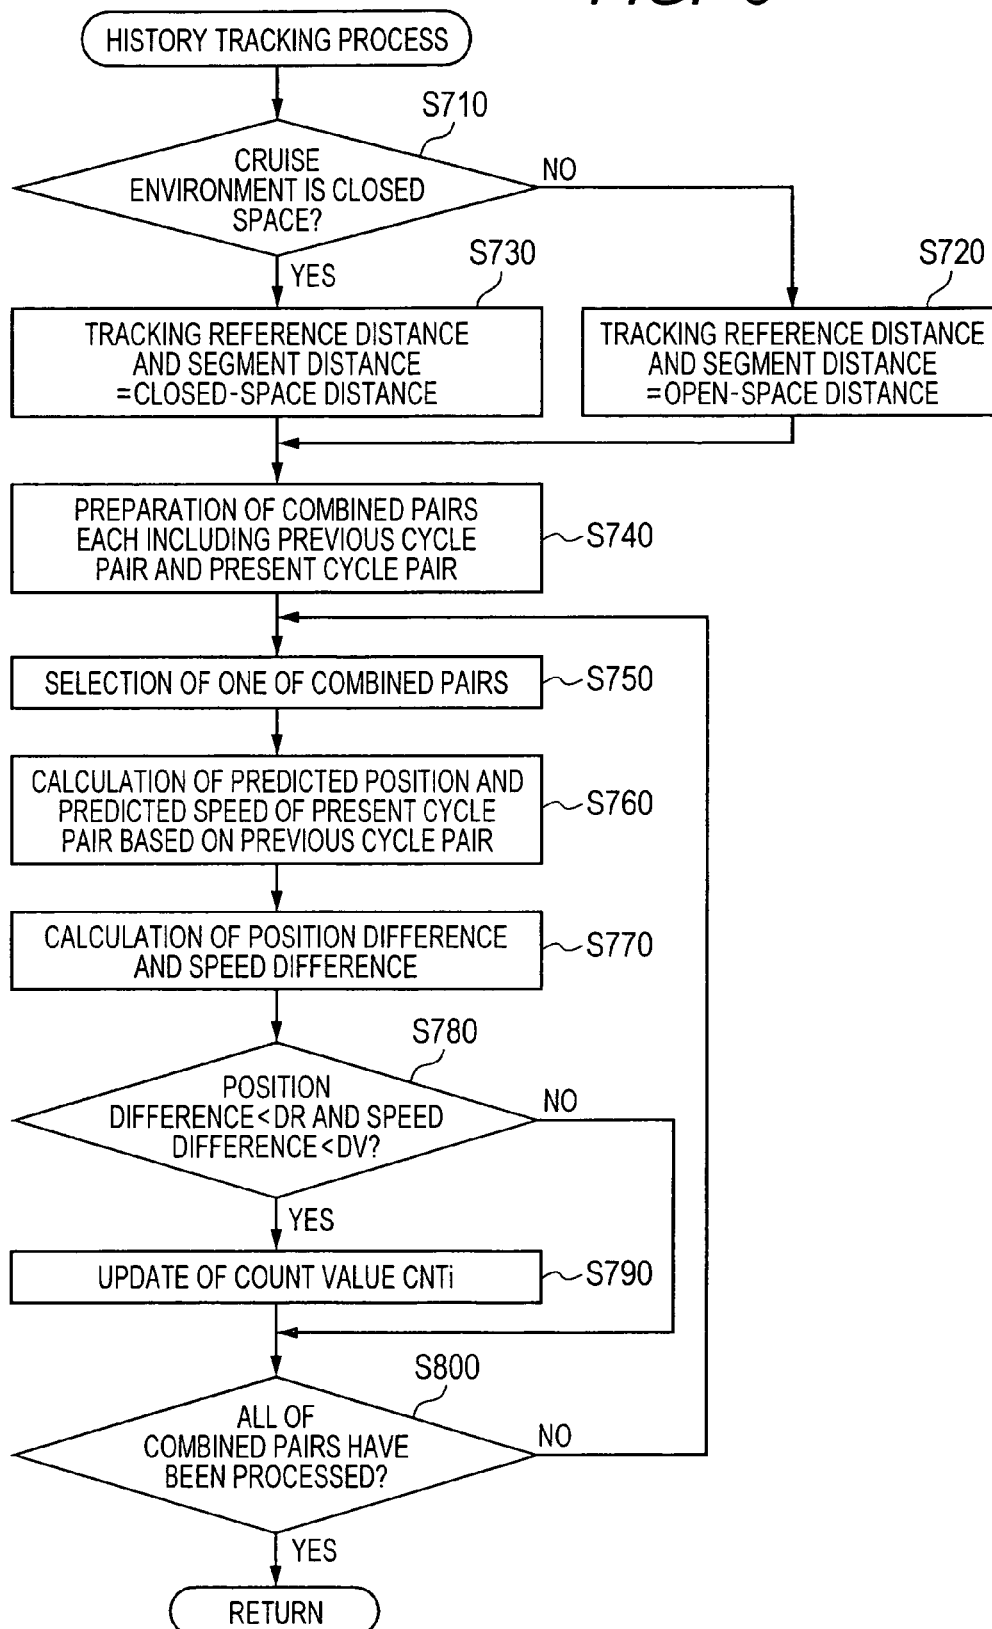 HISTORY TRACKING PROCESS
S710
CRUISE
ENVIRONMENT IS CLOSED
SPACE?
NO
YES
S730
S720
TRACKING REFERENCE DISTANCE
AND SEGMENT DISTANCE
=CLOSED-SPACE DISTANCE
TRACKING REFERENCE DISTANCE
AND SEGMENT DISTANCE
=OPEN-SPACE DISTANCE
PREPARATION OF COMBINED PAIRS
EACH INCLUDING PREVIOUS CYCLE
PAIR AND PRESENT CYCLE PAIR
S740
SELECTION OF ONE OF COMBINED PAIRS
S750
CALCULATION OF PREDICTED POSITION AND
PREDICTED SPEED OF PRESENT CYCLE
PAIR BASED ON PREVIOUS CYCLE PAIR
S760
CALCULATION OF POSITION DIFFERENCE
AND SPEED DIFFERENCE
S770
S780
POSITION
DIFFERENCE<DR AND SPEED
DIFFERENCE<DV?
NO
YES
UPDATE OF COUNT VALUE CNTi
S790
S800
ALL OF
COMBINED PAIRS HAVE
BEEN PROCESSED?
NO
YES
RETURN